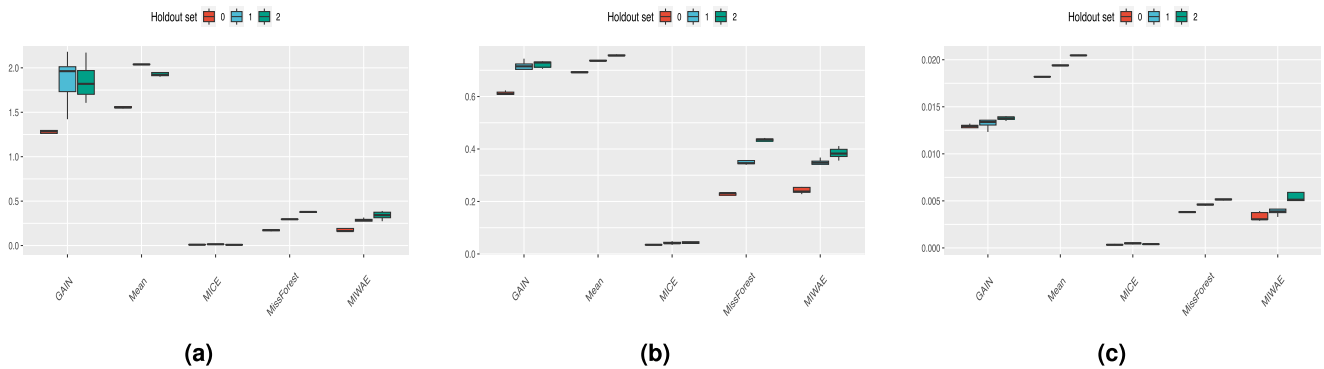 Holdout set 0 1 2
2.0
1.5
1.0
0.5
0.0
GAIN
Mean
MICE
MissForest
MIWAE
(a)
Holdout set 0 1 2
0.6
0.4
0.2
0.0
GAIN
Mean
MICE
MissForest
MIWAE
(b)
Holdout set 0 1 2
0.020
0.015
0.010
0.005
0.000
GAIN
Mean
MICE
MissForest
MIWAE
(c)